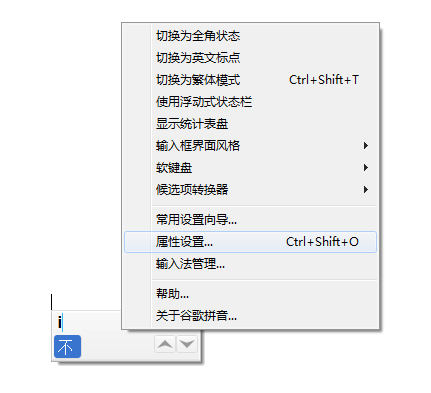 切换为全角状态
切换为英文标点
切换为繁体模式 Ctrl+Shift+T
使用浮动式状态栏
显示统计表盘
输入框界面风格
软键盘
候选项转换器
常用设置向导...
属性设置... Ctrl+Shift+O
输入法管理...
帮助...
关于谷歌拼音...
i
不